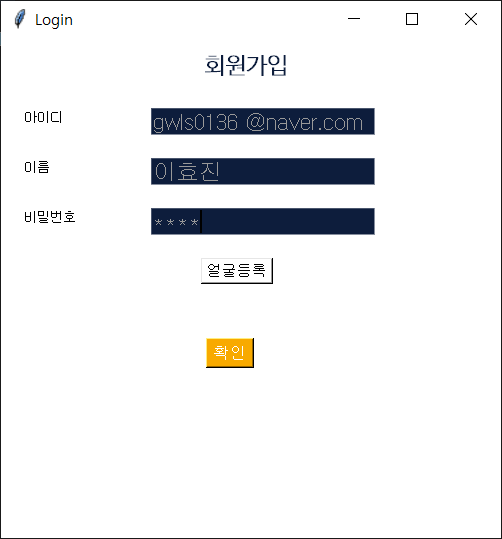 Login
회원가입
아이디 gwls0136 @naver.com
이름 이효진
비밀번호 ****
얼굴등록
확인